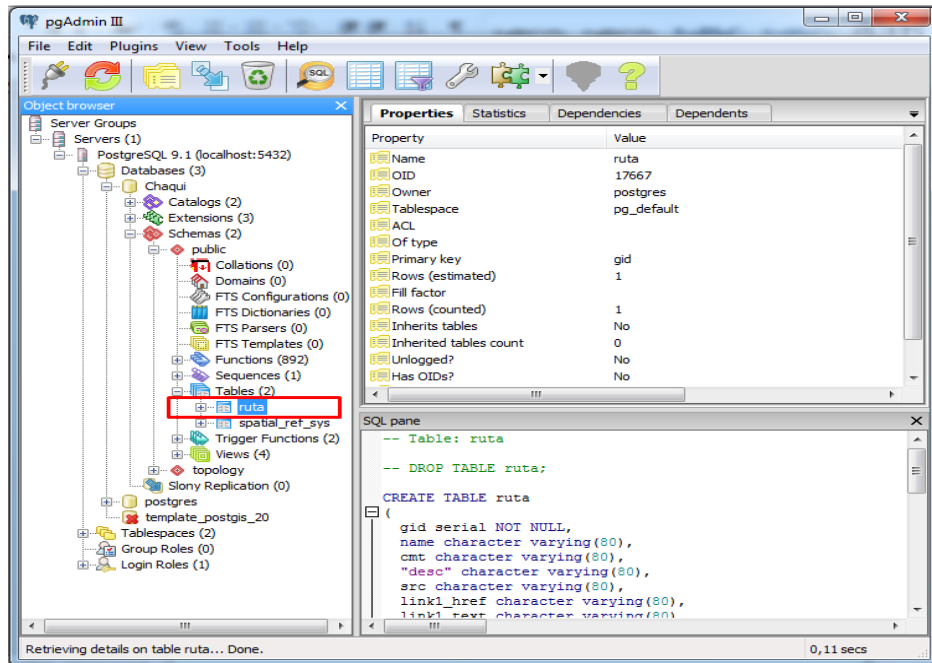 pgAdmin III
File Edit Plugins View Tools Help
SQL
Object browser
Server Groups
Servers (1)
PostgreSQL 9.1 (localhost:5432)
Databases (3)
Chaqui
Catalogs (2)
Extensions (3)
Schemas (2)
public
Collations (0)
Domains (0)
FTS Configurations (0)
FTS Dictionaries (0)
FTS Parsers (0)
FTS Templates (0)
Functions (892)
Sequences (1)
Tables (2)
ruta
spatial_ref_sys
Trigger Functions (2)
Views (4)
topology
Slony Replication (0)
postgres
template_postgis_20
Tablespaces (2)
Group Roles (0)
Login Roles (1)
Properties Statistics Dependencies Dependents
Property Value
Name ruta
OID 17667
Owner postgres
Tablespace pg_default
ACL
Of type
Primary key gid
Rows (estimated) 1
Fill factor
Rows (counted) 1
Inherits tables No
Inherited tables count 0
Unlogged? No
Has OIDs? No
SQL pane
-- Table: ruta
-- DROP TABLE ruta;
CREATE TABLE ruta
(
gid serial NOT NULL,
name character varying(80),
cmt character varying(80),
"desc" character varying(80),
src character varying(80),
link1_href character varying(80),
link1_text character varying(80)
Retrieving details on table ruta... Done. 0,11 secs